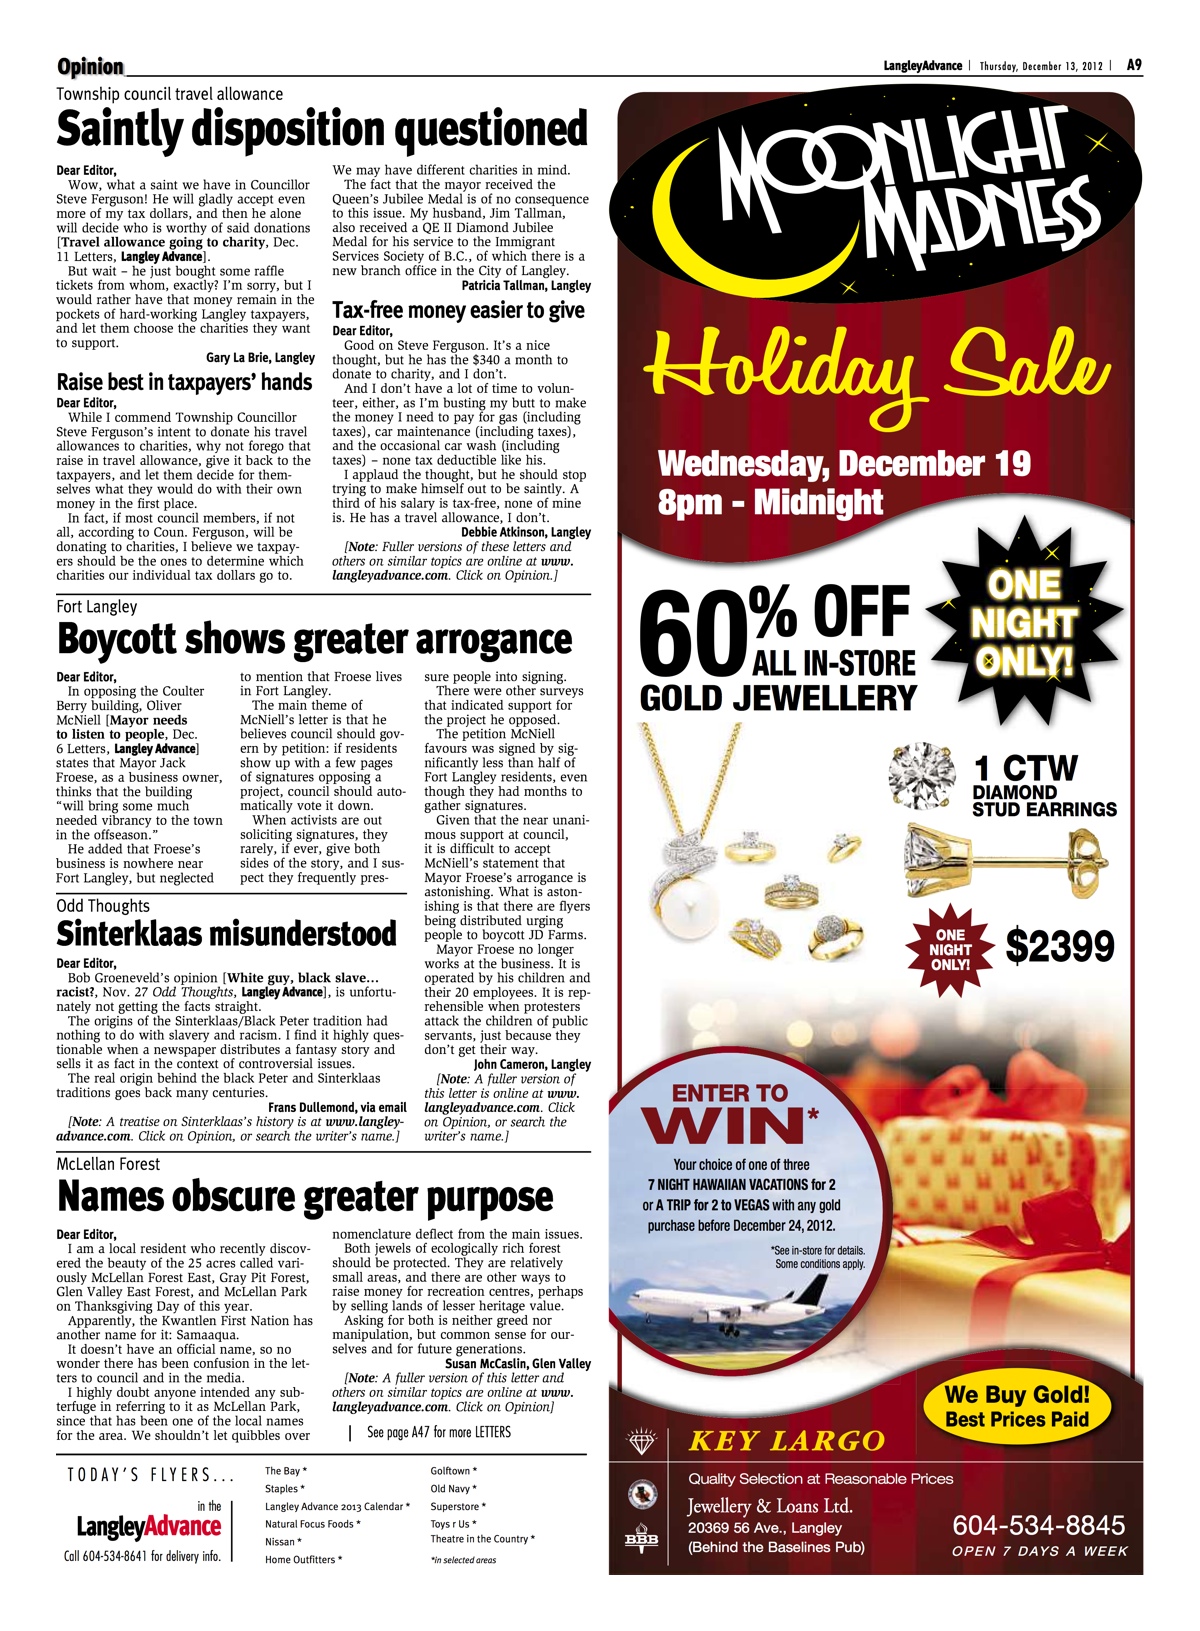 Opinion
LangleyAdvance | Thursday, December 13, 2012 | A9
Township council travel allowance
Saintly disposition questioned
Dear Editor,
Wow, what a saint we have in Councillor
Steve Ferguson! He will gladly accept even
more of my tax dollars, and then he alone
will decide who is worthy of said donations
[Travel allowance going to charity, Dec.
11 Letters, Langley Advance].
But wait – he just bought some raffle
tickets from whom, exactly? I'm sorry, but I
would rather have that money remain in the
pockets of hard-working Langley taxpayers,
and let them choose the charities they want
to support.
Gary La Brie, Langley
Raise best in taxpayers' hands
Dear Editor,
While I commend Township Councillor
Steve Ferguson's intent to donate his travel
allowances to charities, why not forego that
raise in travel allowance, give it back to the
taxpayers, and let them decide for them-
selves what they would do with their own
money in the first place.
In fact, if most council members, if not
all, according to Coun. Ferguson, will be
donating to charities, I believe we taxpay-
ers should be the ones to determine which
charities our individual tax dollars go to.
We may have different charities in mind.
The fact that the mayor received the
Queen's Jubilee Medal is of no consequence
to this issue. My husband, Jim Tallman,
also received a QE II Diamond Jubilee
Medal for his service to the Immigrant
Services Society of B.C., of which there is a
new branch office in the City of Langley.
Patricia Tallman, Langley
Tax-free money easier to give
Dear Editor,
Good on Steve Ferguson. It's a nice
thought, but he has the $340 a month to
donate to charity, and I don't.
And I don't have a lot of time to volun-
teer, either, as I'm busting my butt to make
the money I need to pay for gas (including
taxes), car maintenance (including taxes),
and the occasional car wash (including
taxes) – none tax deductible like his.
I applaud the thought, but he should stop
trying to make himself out to be saintly. A
third of his salary is tax-free, none of mine
is. He has a travel allowance, I don't.
Debbie Atkinson, Langley
[Note: Fuller versions of these letters and
others on similar topics are online at www.
langleyadvance.com. Click on Opinion.]
Fort Langley
Boycott shows greater arrogance
Dear Editor,
In opposing the Coulter
Berry building, Oliver
McNiell [Mayor needs
to listen to people, Dec.
6 Letters, Langley Advance]
states that Mayor Jack
Froese, as a business owner,
thinks that the building
"will bring some much
needed vibrancy to the town
in the offseason."
He added that Froese's
business is nowhere near
Fort Langley, but neglected
to mention that Froese lives
in Fort Langley.
The main theme of
McNiell's letter is that he
believes council should gov-
ern by petition: if residents
show up with a few pages
of signatures opposing a
project, council should auto-
matically vote it down.
When activists are out
soliciting signatures, they
rarely, if ever, give both
sides of the story, and I sus-
pect they frequently pres-
sure people into signing.
There were other surveys
that indicated support for
the project he opposed.
The petition McNiell
favours was signed by sig-
nificantly less than half of
Fort Langley residents, even
though they had months to
gather signatures.
Given that the near unani-
mous support at council,
it is difficult to accept
McNiell's statement that
Mayor Froese's arrogance is
astonishing. What is aston-
ishing is that there are flyers
being distributed urging
people to boycott JD Farms.
Mayor Froese no longer
works at the business. It is
operated by his children and
their 20 employees. It is rep-
rehensible when protesters
attack the children of public
servants, just because they
don't get their way.
John Cameron, Langley
[Note: A fuller version of
this letter is online at www.
langleyadvance.com. Click
on Opinion, or search the
writer's name.]
Odd Thoughts
Sinterklaas misunderstood
Dear Editor,
Bob Groeneveld's opinion [White guy, black slave…
racist?, Nov. 27 Odd Thoughts, Langley Advance], is unfortu-
nately not getting the facts straight.
The origins of the Sinterklaas/Black Peter tradition had
nothing to do with slavery and racism. I find it highly ques-
tionable when a newspaper distributes a fantasy story and
sells it as fact in the context of controversial issues.
The real origin behind the black Peter and Sinterklaas
traditions goes back many centuries.
Frans Dullemond, via email
[Note: A treatise on Sinterklaas's history is at www.langley-
advance.com. Click on Opinion, or search the writer's name.]
McLellan Forest
Names obscure greater purpose
Dear Editor,
I am a local resident who recently discov-
ered the beauty of the 25 acres called vari-
ously McLellan Forest East, Gray Pit Forest,
Glen Valley East Forest, and McLellan Park
on Thanksgiving Day of this year.
Apparently, the Kwantlen First Nation has
another name for it: Samaaqua.
It doesn't have an official name, so no
wonder there has been confusion in the let-
ters to council and in the media.
I highly doubt anyone intended any sub-
terfuge in referring to it as McLellan Park,
since that has been one of the local names
for the area. We shouldn't let quibbles over
nomenclature deflect from the main issues.
Both jewels of ecologically rich forest
should be protected. They are relatively
small areas, and there are other ways to
raise money for recreation centres, perhaps
by selling lands of lesser heritage value.
Asking for both is neither greed nor
manipulation, but common sense for our-
selves and for future generations.
Susan McCaslin, Glen Valley
[Note: A fuller version of this letter and
others on similar topics are online at www.
langleyadvance.com. Click on Opinion]
See page A47 for more LETTERS
TODAY'S FLYERS...
in the
LangleyAdvance
Call 604-534-8641 for delivery info.
The Bay *
Staples *
Langley Advance 2013 Calendar *
Natural Focus Foods *
Nissan *
Home Outfitters *
Golftown *
Old Navy *
Superstore *
Toys r Us *
Theatre in the Country *
*in selected areas
MOONLIGHT
MADNESS
Holiday Sale
Wednesday, December 19
8pm - Midnight
ONE
NIGHT
ONLY!
60% OFF
ALL IN-STORE
GOLD JEWELLERY
1 CTW
DIAMOND
STUD EARRINGS
ONE
NIGHT
ONLY!
$2399
ENTER TO
WIN*
Your choice of one of three
7 NIGHT HAWAIIAN VACATIONS for 2
or A TRIP for 2 to VEGAS with any gold
purchase before December 24, 2012.
*See in-store for details.
Some conditions apply.
We Buy Gold!
Best Prices Paid
KEY LARGO
Quality Selection at Reasonable Prices
Jewellery & Loans Ltd.
20369 56 Ave., Langley
(Behind the Baselines Pub)
BBB
604-534-8845
OPEN 7 DAYS A WEEK